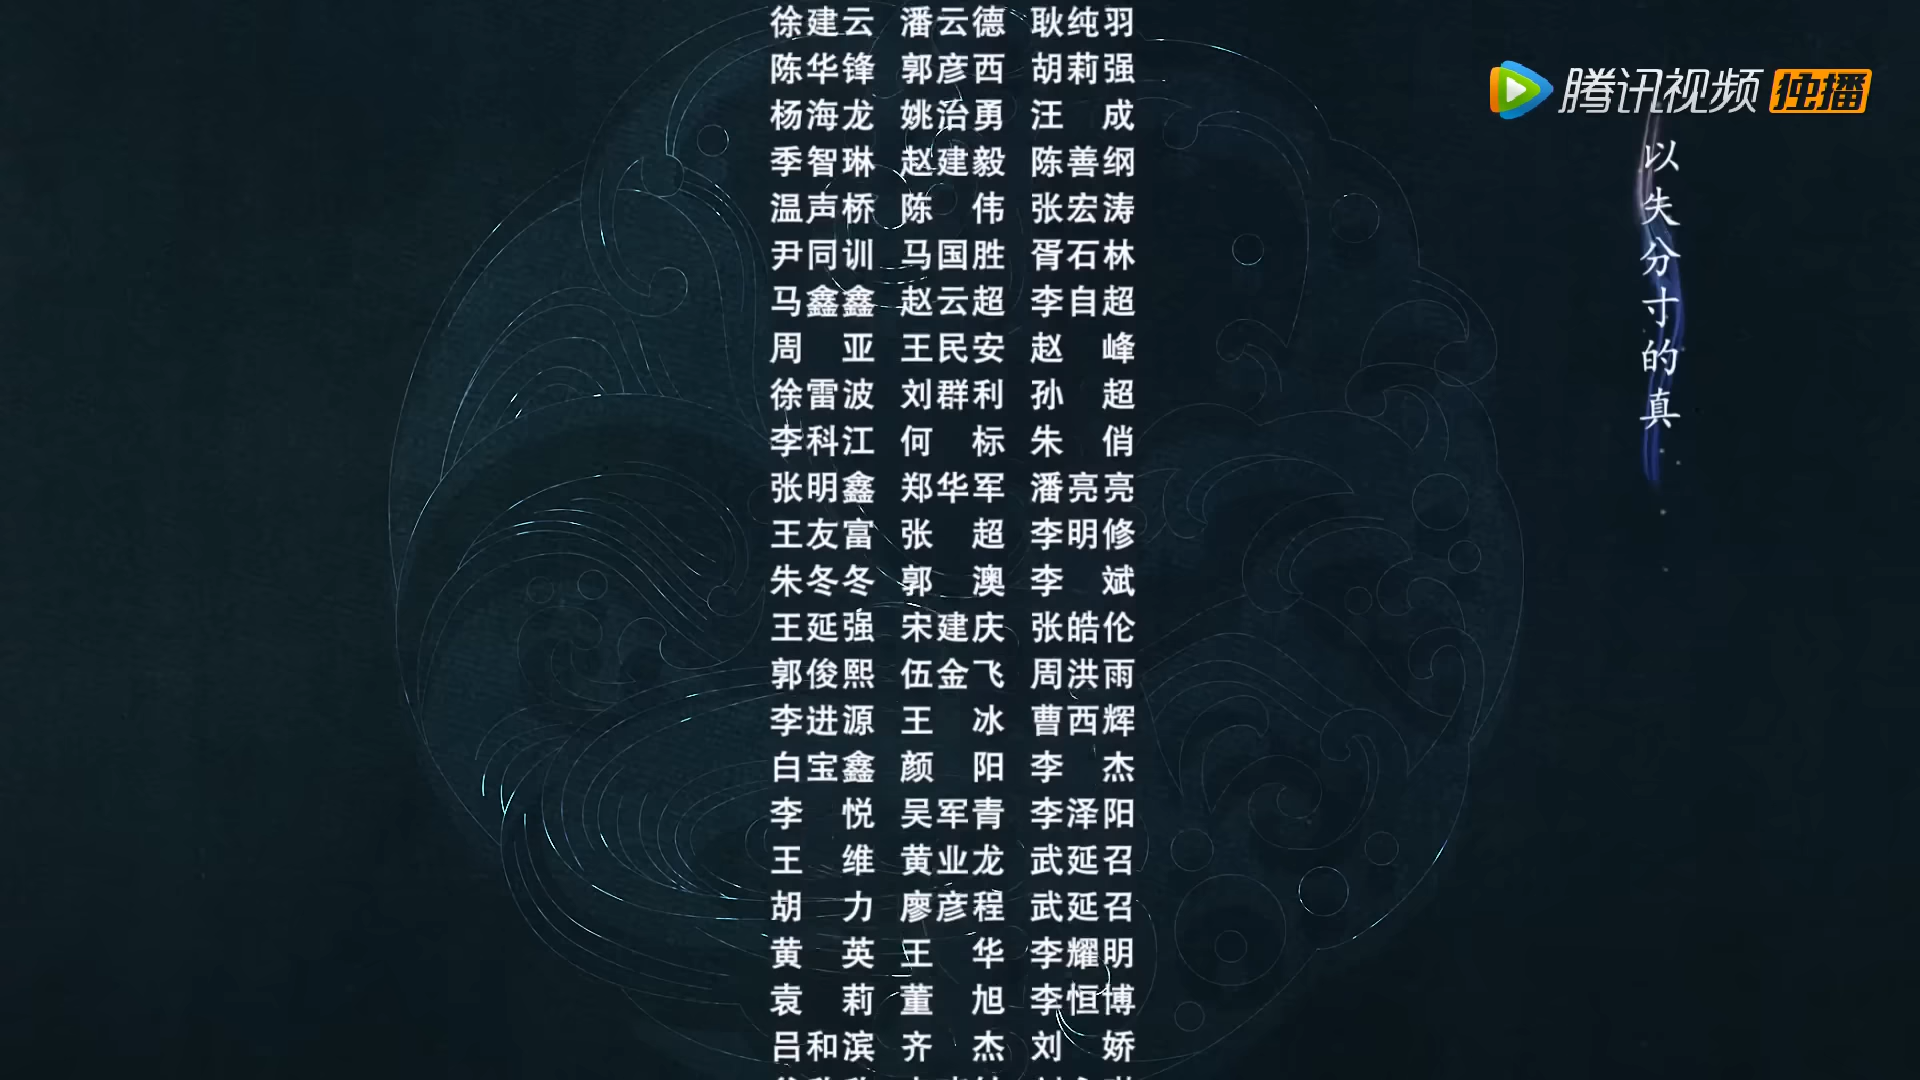 徐建云 潘云德 耿纯羽
陈华锋 郭彦西 胡莉强
杨海龙 姚治勇 汪 成
季智琳 赵建毅 陈善纲
温声桥 陈 伟 张宏涛
尹同训 马国胜 胥石林
马鑫鑫 赵云超 李自超
周 亚 王民安 赵 峰
徐雷波 刘群利 孙 超
李科江 何 标 朱 俏
张明鑫 郑华军 潘亮亮
王友富 张 超 李明修
朱冬冬 郭 澳 李 斌
王延强 宋建庆 张皓伦
郭俊熙 伍金飞 周洪雨
李进源 王 冰 曹西辉
白宝鑫 颜 阳 李 杰
李 悦 吴军青 李泽阳
王 维 黄业龙 武延召
胡 力 廖彦程 武延召
黄 英 王 华 李耀明
袁 莉 董 旭 李恒博
吕和滨 齐 杰 刘 娇
腾讯视频 独播
以失分寸的真